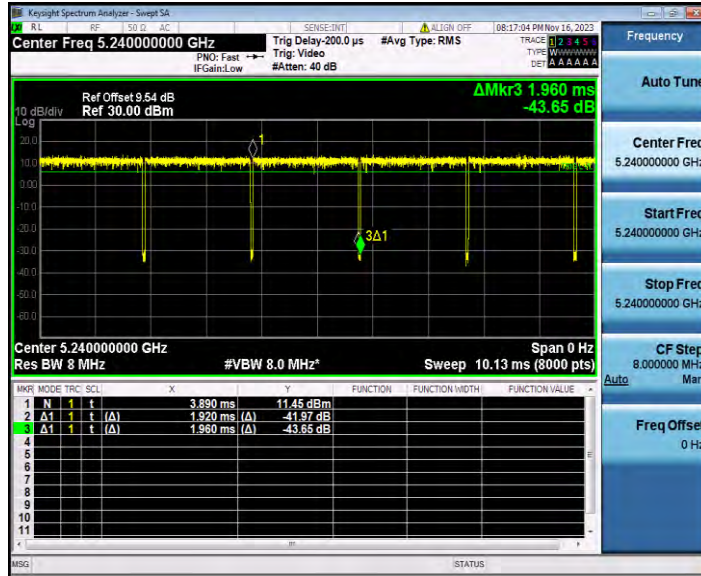 Keysight Spectrum Analyzer - Swept SA
RL RF 50 Ω AC SENSE:INT ALIGN OFF 08:17:04 PM Nov 16, 2023
Center Freq 5.240000000 GHz
PNO: Fast
IFGain:Low
Trig Delay-200.0 µs
Trig: Video
#Atten: 40 dB
#Avg Type: RMS
TRACE 1 2 3 4 5 6
TYPE W
DET A A A A A A
Ref Offset 9.54 dB
10 dB/div Ref 30.00 dBm
ΔMkr3 1.960 ms
-43.65 dB
Log
20.0
10.0
0.00
-10.0
-20.0
-30.0
-40.0
-50.0
-60.0
1
3Δ1
Center 5.240000000 GHz Span 0 Hz
Res BW 8 MHz #VBW 8.0 MHz* Sweep 10.13 ms (8000 pts)
MKR MODE TRC SCL X Y FUNCTION FUNCTION WIDTH FUNCTION VALUE
1 N 1 t 3.890 ms 11.45 dBm
2 Δ1 1 t (Δ) 1.920 ms (Δ) -41.97 dB
3 Δ1 1 t (Δ) 1.960 ms (Δ) -43.65 dB
4
5
6
7
8
9
10
11
MSG STATUS
Frequency
Auto Tune
Center Freq
5.240000000 GHz
Start Freq
5.240000000 GHz
Stop Freq
5.240000000 GHz
CF Step
8.000000 MHz
Auto Man
Freq Offset
0 Hz